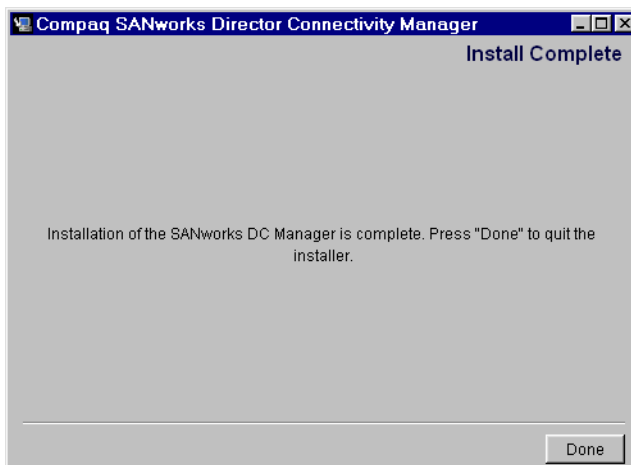 Compaq SANworks Director Connectivity Manager
Install Complete
Installation of the SANworks DC Manager is complete. Press "Done" to quit the
installer.
Done